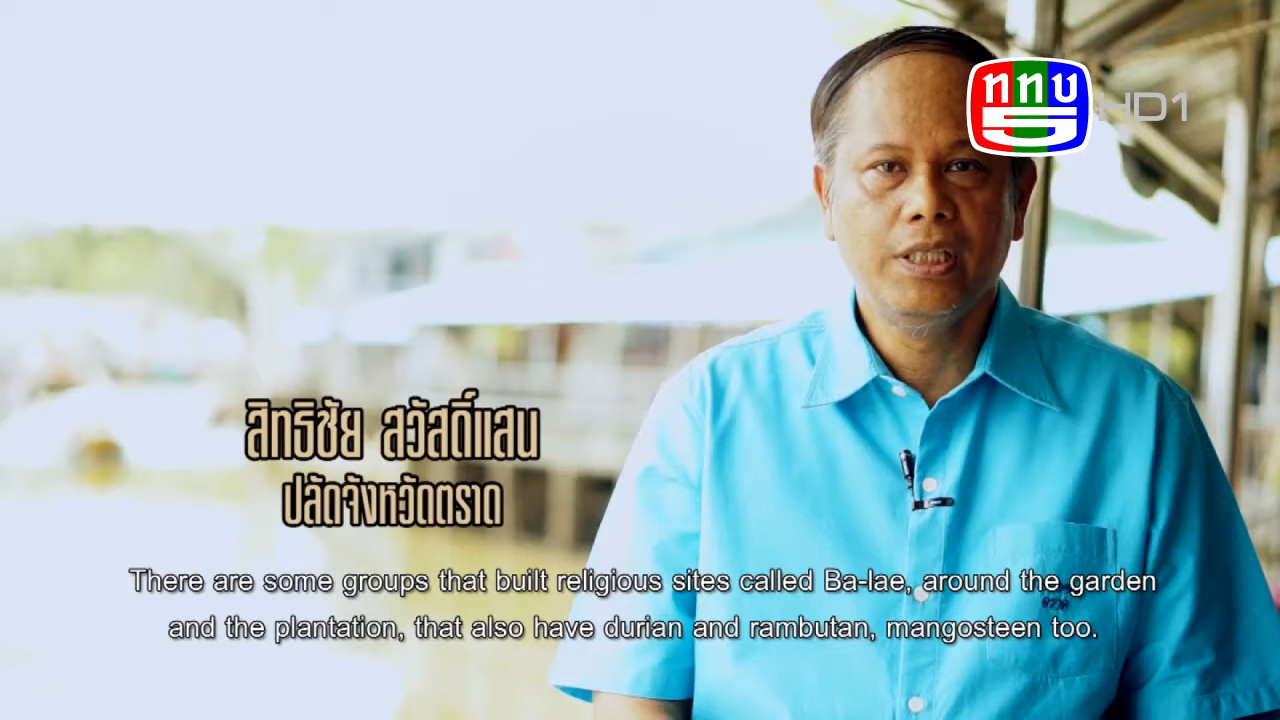 ททบ
5
HD1
สิทธิชัย สวัสดิ์แสน
ปลัดจังหวัดตราด
There are some groups that built religious sites called Ba-lae, around the garden
and the plantation, that also have durian and rambutan, mangosteen too.